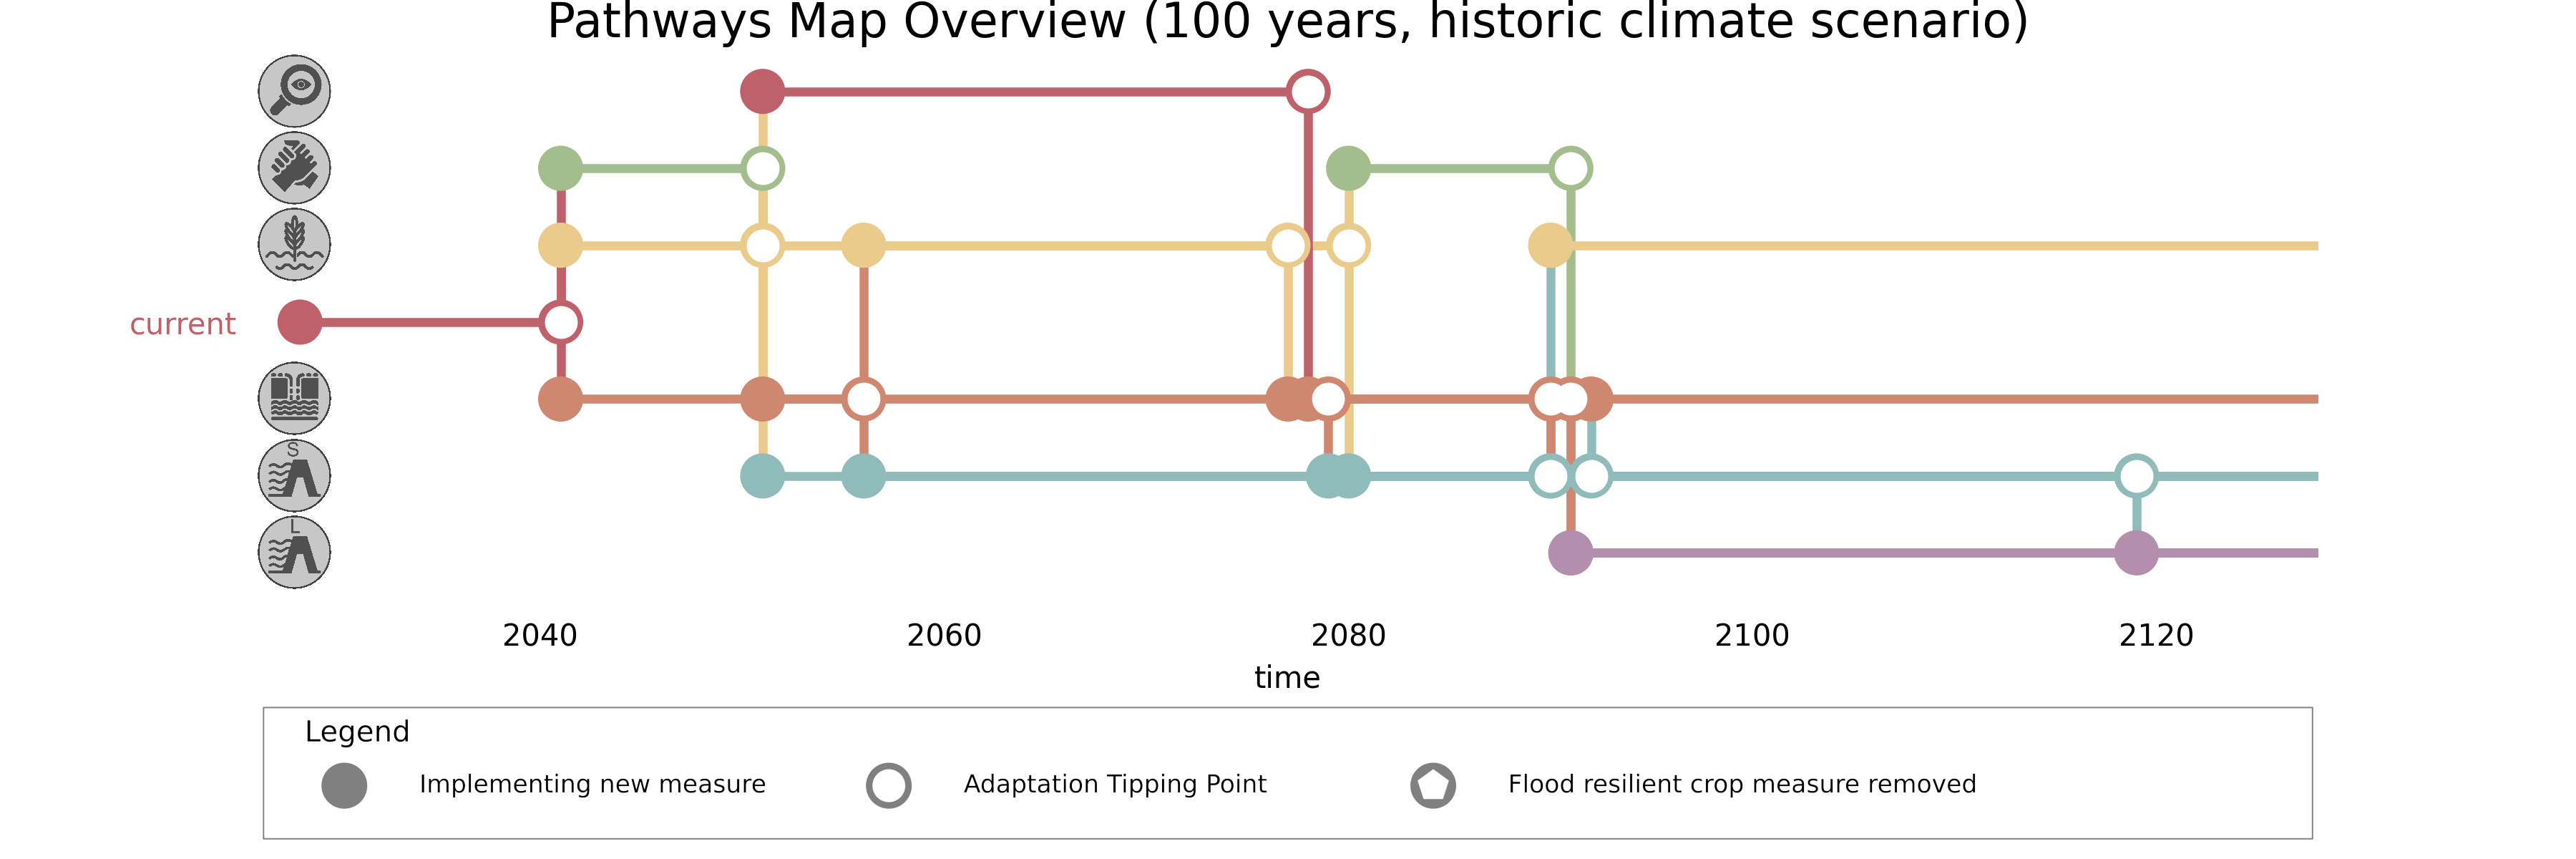 Pathways Map Overview (100 years, historic climate scenario)
current
S
L
2040 2060 2080 2100 2120
time
Legend
Implementing new measure Adaptation Tipping Point Flood resilient crop measure removed